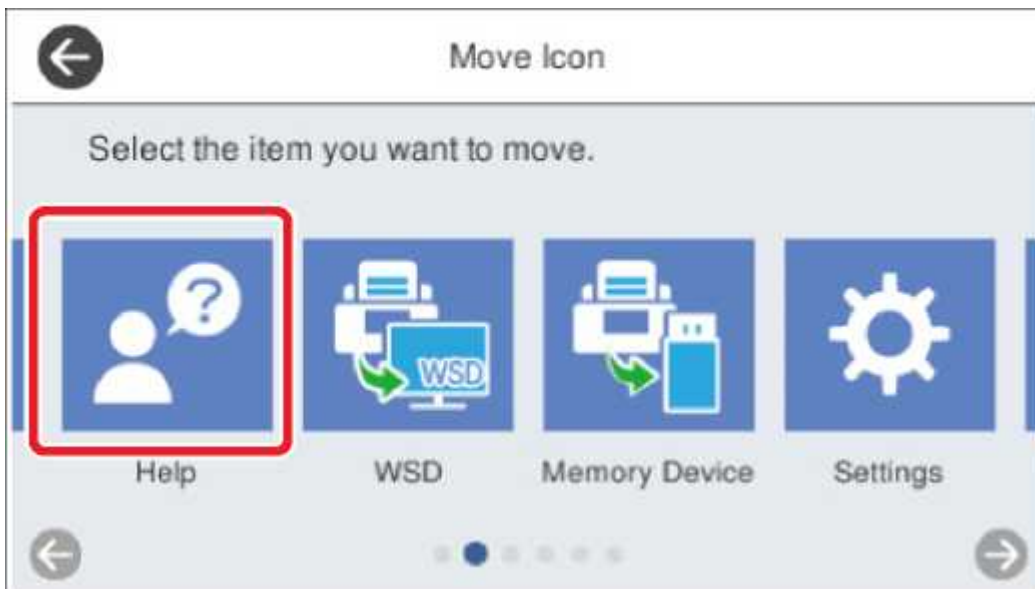 Move Icon
Select the item you want to move.
?
WSD
Help
WSD
Memory Device
Settings